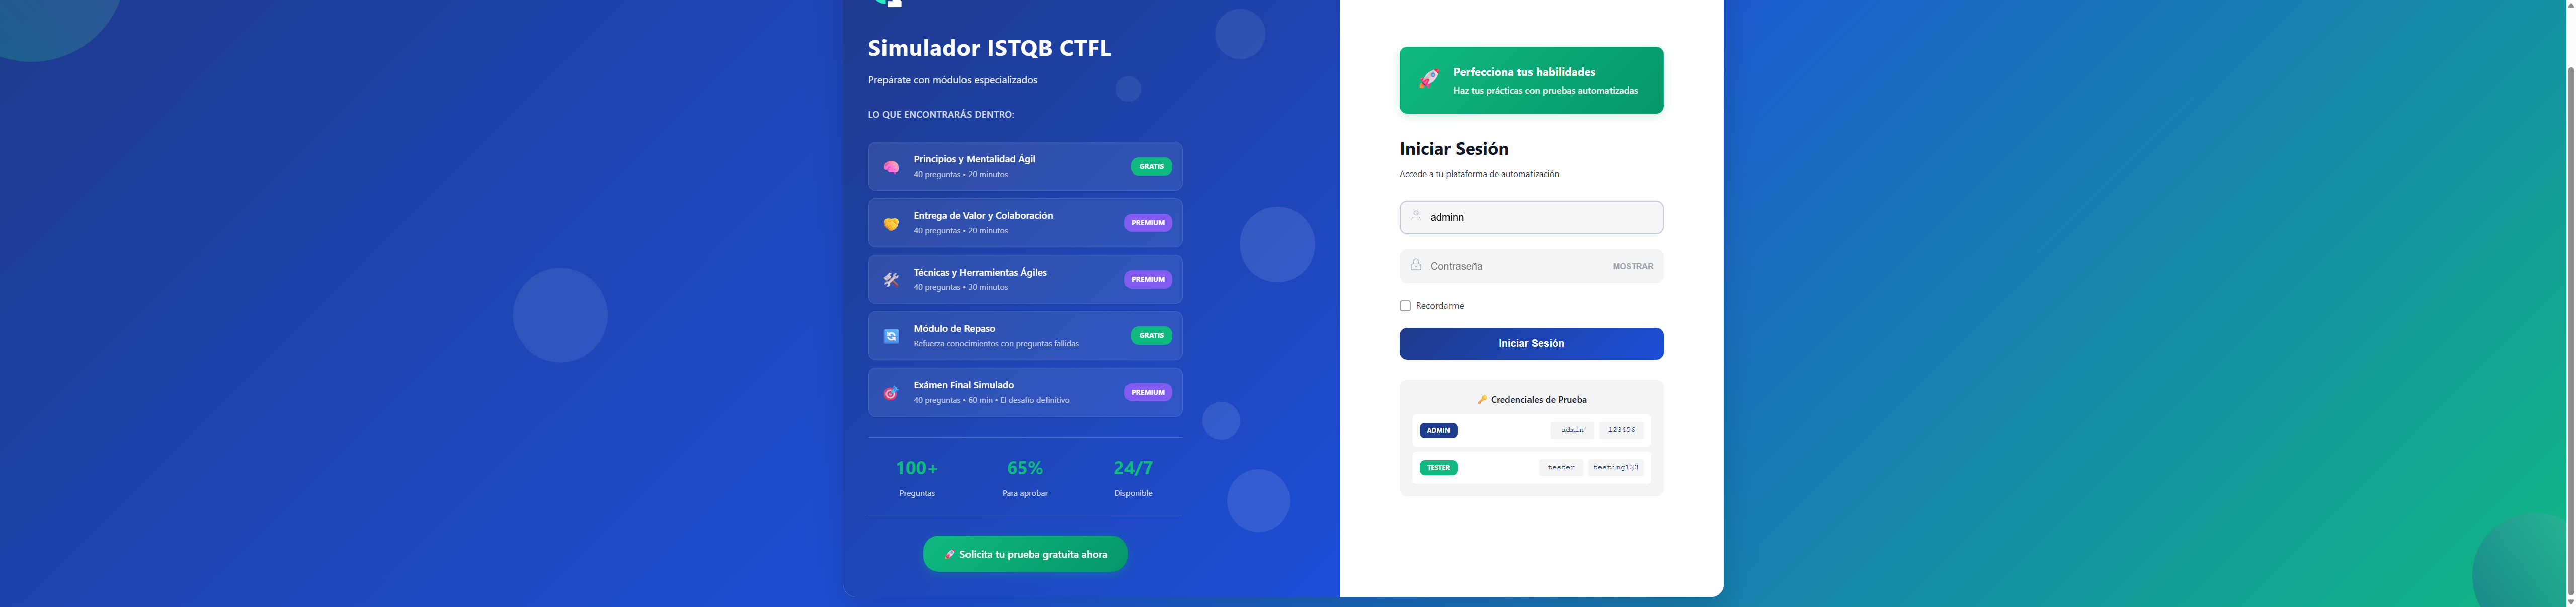 Simulador ISTQB CTFL
Prepárate con módulos especializados
LO QUE ENCONTRARÁS DENTRO:
Principios y Mentalidad Ágil
40 preguntas • 20 minutos
GRATIS
Entrega de Valor y Colaboración
40 preguntas • 20 minutos
PREMIUM
Técnicas y Herramientas Ágiles
40 preguntas • 30 minutos
PREMIUM
Módulo de Repaso
Refuerza conocimientos con preguntas fallidas
GRATIS
Exámen Final Simulado
40 preguntas • 60 min • El desafío definitivo
PREMIUM
100+ 65% 24/7
Preguntas Para aprobar Disponible
Solicita tu prueba gratuita ahora
Perfecciona tus habilidades
Haz tus prácticas con pruebas automatizadas
Iniciar Sesión
Accede a tu plataforma de automatización
adminn
Contraseña MOSTRAR
Recordarme
Iniciar Sesión
Credenciales de Prueba
ADMIN admin 123456
TESTER tester testing123